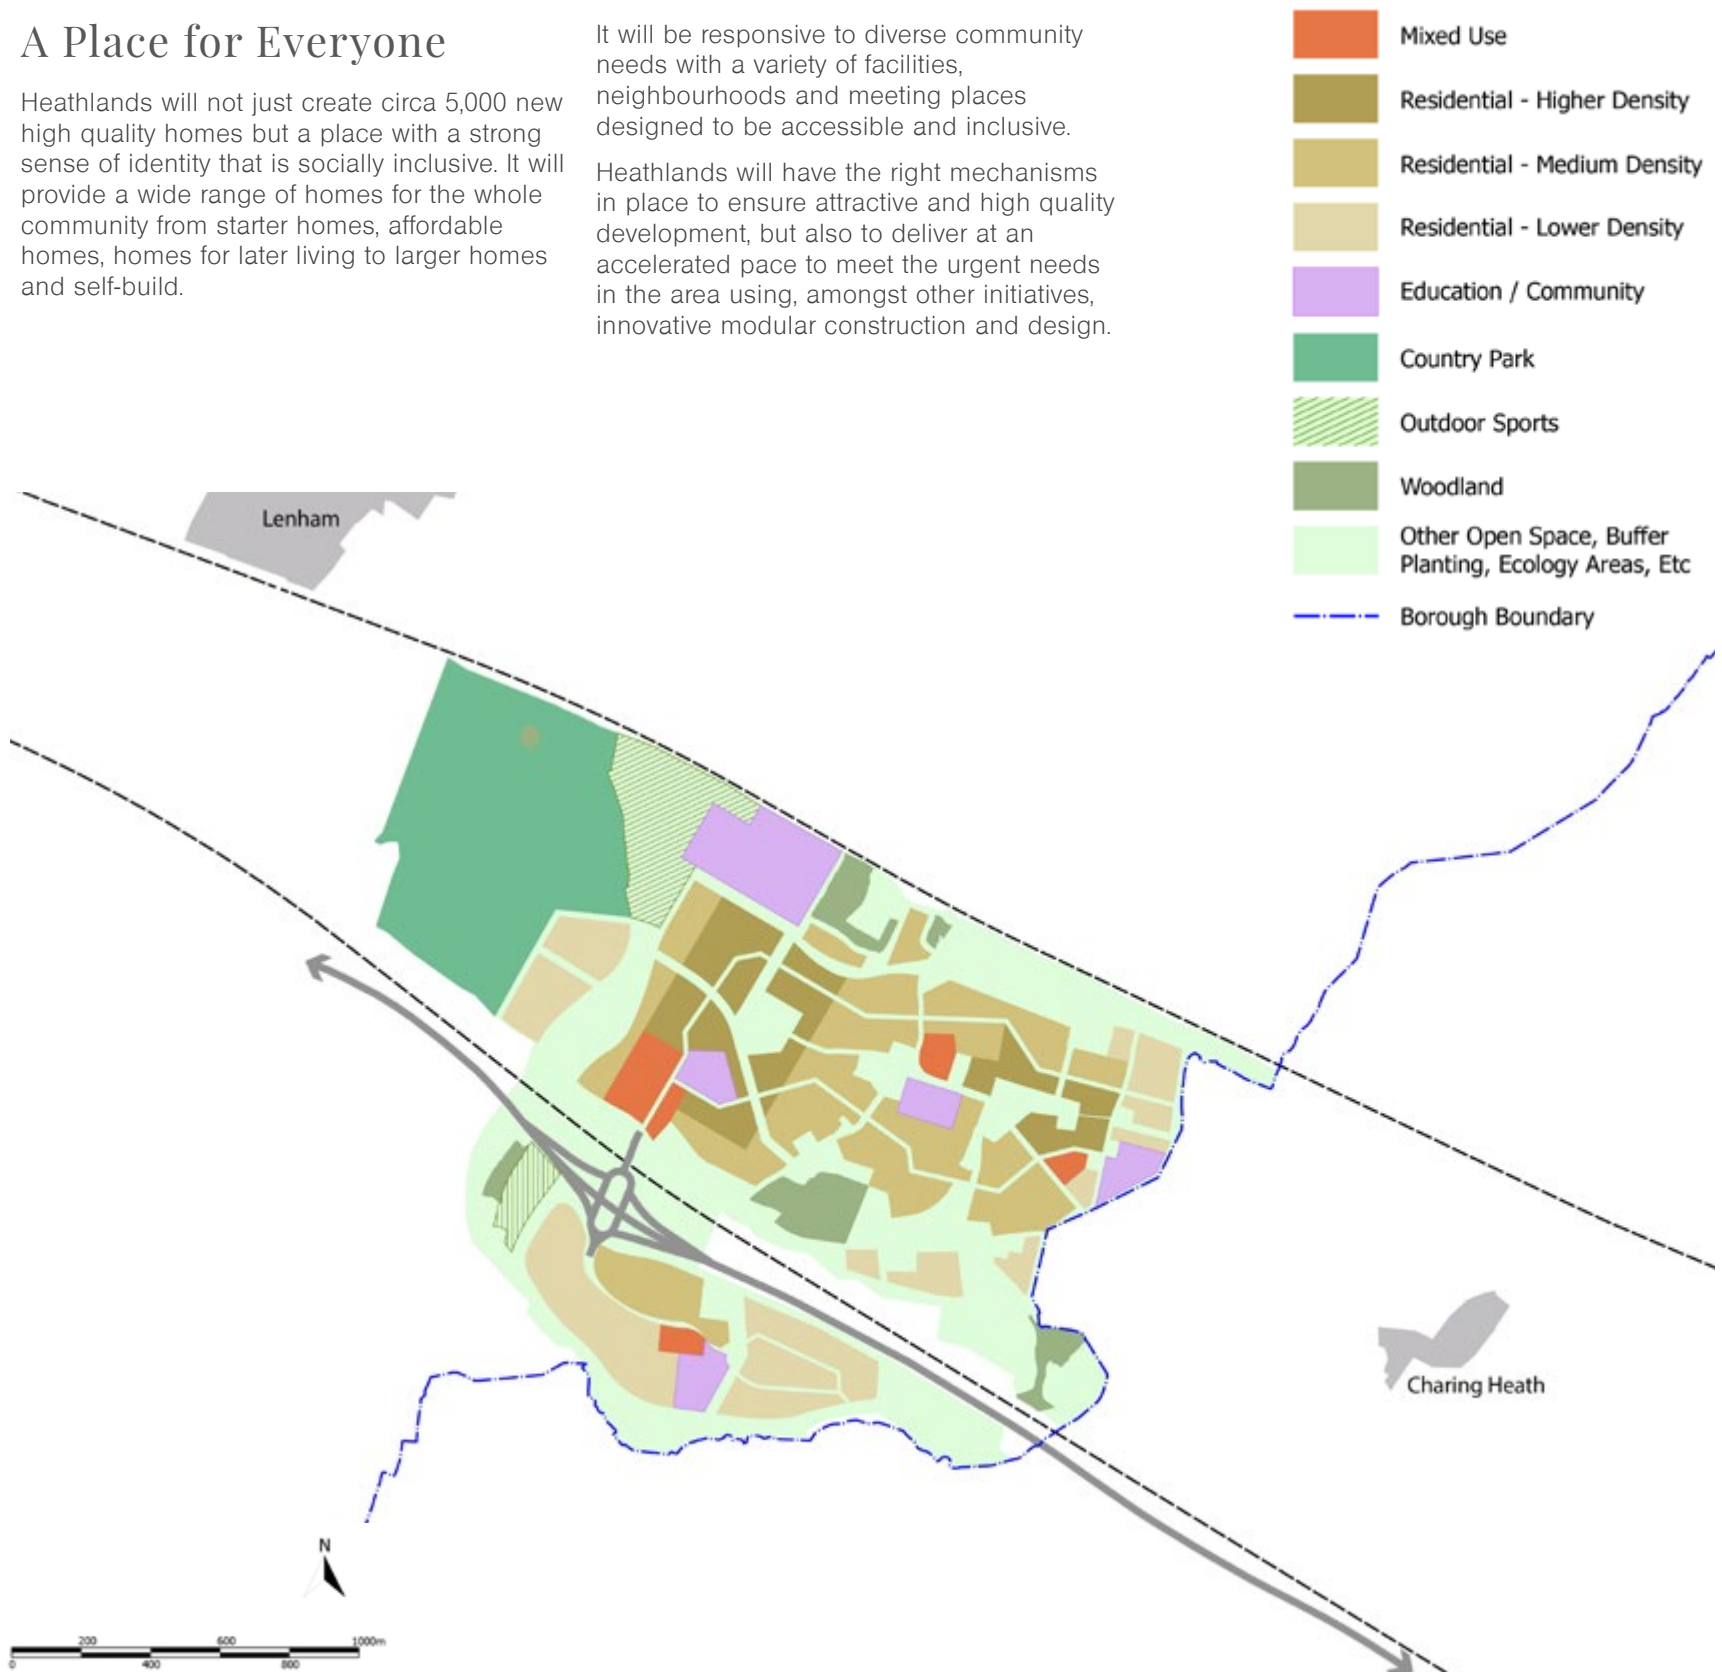 A Place for Everyone
Heathlands will not just create circa 5,000 new
high quality homes but a place with a strong
sense of identity that is socially inclusive. It will
provide a wide range of homes for the whole
community from starter homes, affordable
homes, homes for later living to larger homes
and self-build.
It will be responsive to diverse community
needs with a variety of facilities,
neighbourhoods and meeting places
designed to be accessible and inclusive.
Heathlands will have the right mechanisms
in place to ensure attractive and high quality
development, but also to deliver at an
accelerated pace to meet the urgent needs
in the area using, amongst other initiatives,
innovative modular construction and design.
Mixed Use
Residential - Higher Density
Residential - Medium Density
Residential - Lower Density
Education / Community
Country Park
Outdoor Sports
Woodland
Other Open Space, Buffer
Planting, Ecology Areas, Etc
Borough Boundary
Lenham
Charing Heath
N
200 600 1000m
0 400 800